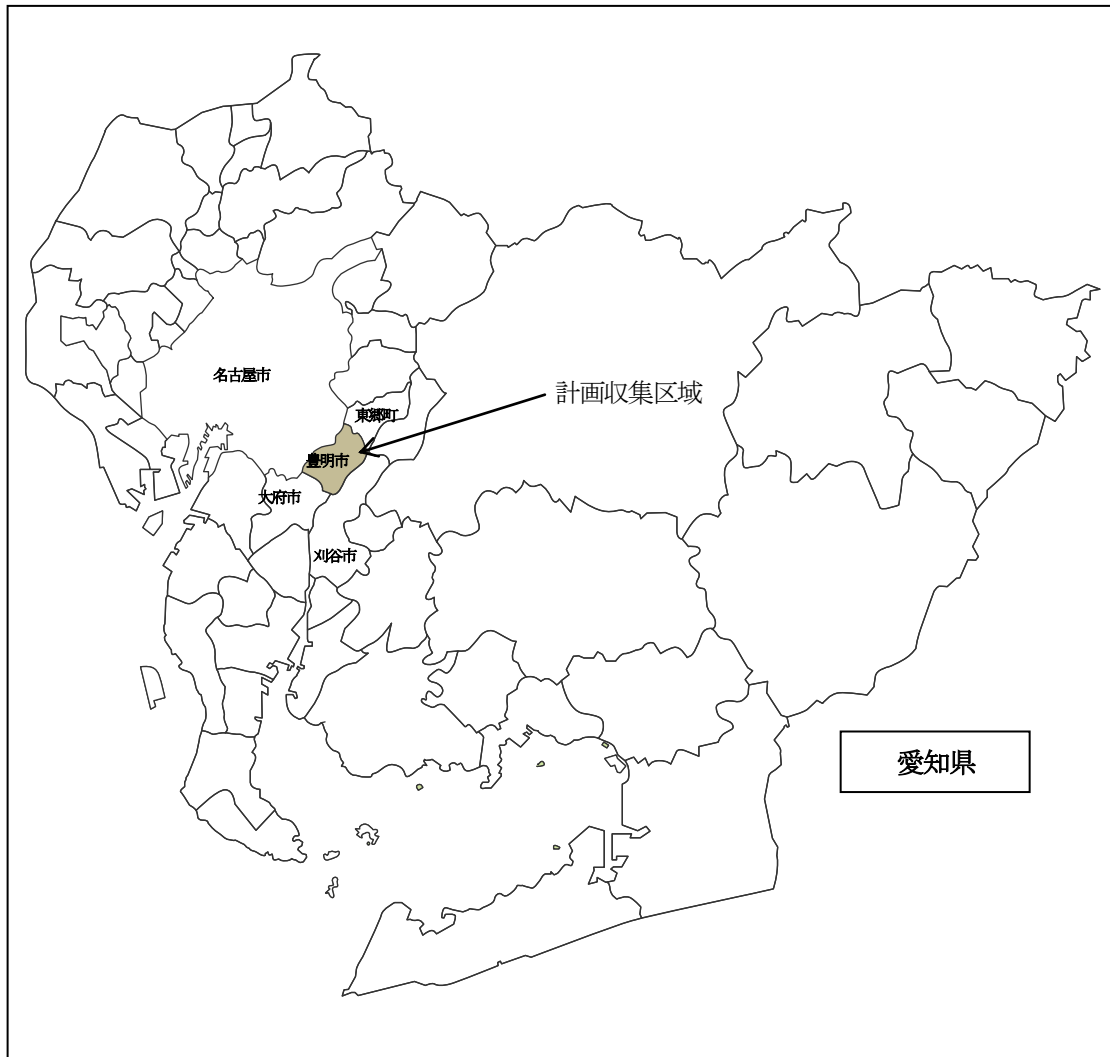 名古屋市
計画収集区域
東郷町
豊明市
大府市
刈谷市
愛知県